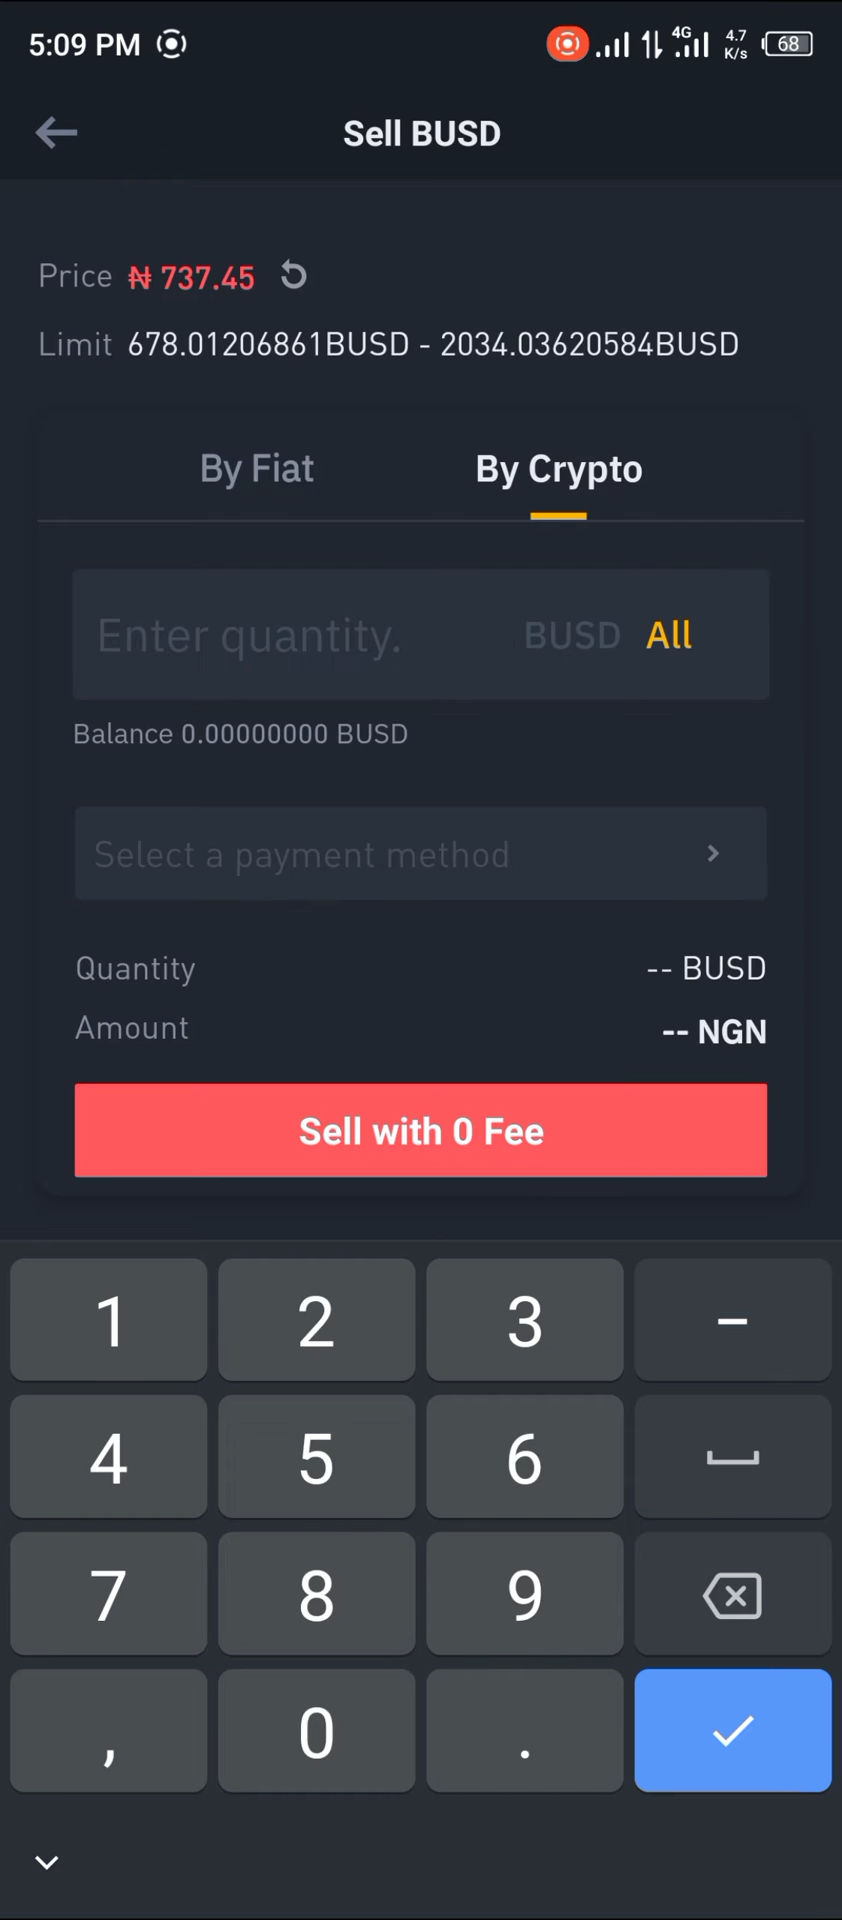 5:09 PM 4G 4.7 K/s 68
Sell BUSD
Price ₦ 737.45
Limit 678.01206861BUSD - 2034.03620584BUSD
By Fiat By Crypto
Enter quantity. BUSD All
Balance 0.00000000 BUSD
Select a payment method
Quantity -- BUSD
Amount -- NGN
Sell with 0 Fee
1 2 3 -
4 5 6
7 8 9
, 0 .